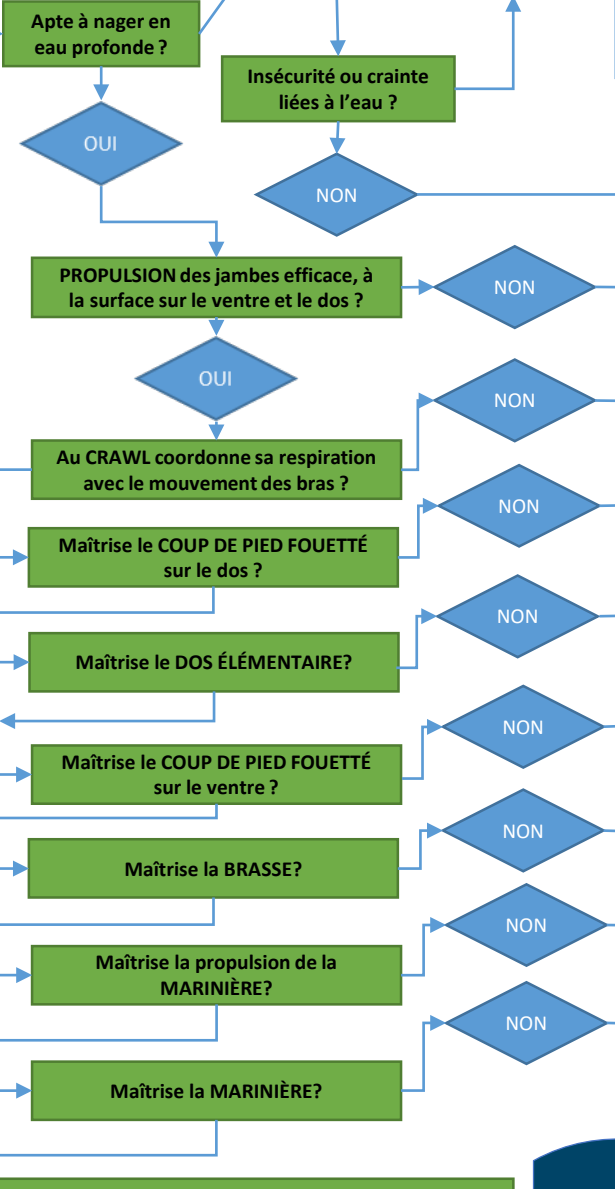 Apte à nager en
eau profonde ?
Insécurité ou crainte
liées à l'eau ?
OUI
NON
PROPULSION des jambes efficace, à
la surface sur le ventre et le dos ?
NON
OUI
NON
Au CRAWL coordonne sa respiration
avec le mouvement des bras ?
NON
Maîtrise le COUP DE PIED FOUETTÉ
sur le dos ?
NON
Maîtrise le DOS ÉLÉMENTAIRE?
NON
Maîtrise le COUP DE PIED FOUETTÉ
sur le ventre ?
NON
Maîtrise la BRASSE?
NON
Maîtrise la propulsion de la
MARINIÈRE?
NON
Maîtrise la MARINIÈRE?